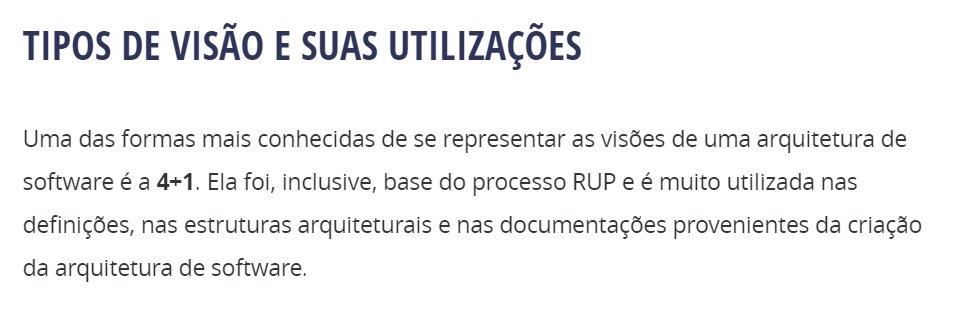 TIPOS DE VISÃO E SUAS UTILIZAÇÕES
Uma das formas mais conhecidas de se representar as visões de uma arquitetura de
software é a 4+1. Ela foi, inclusive, base do processo RUP e é muito utilizada nas
definições, nas estruturas arquiteturais e nas documentações provenientes da criação
da arquitetura de software.